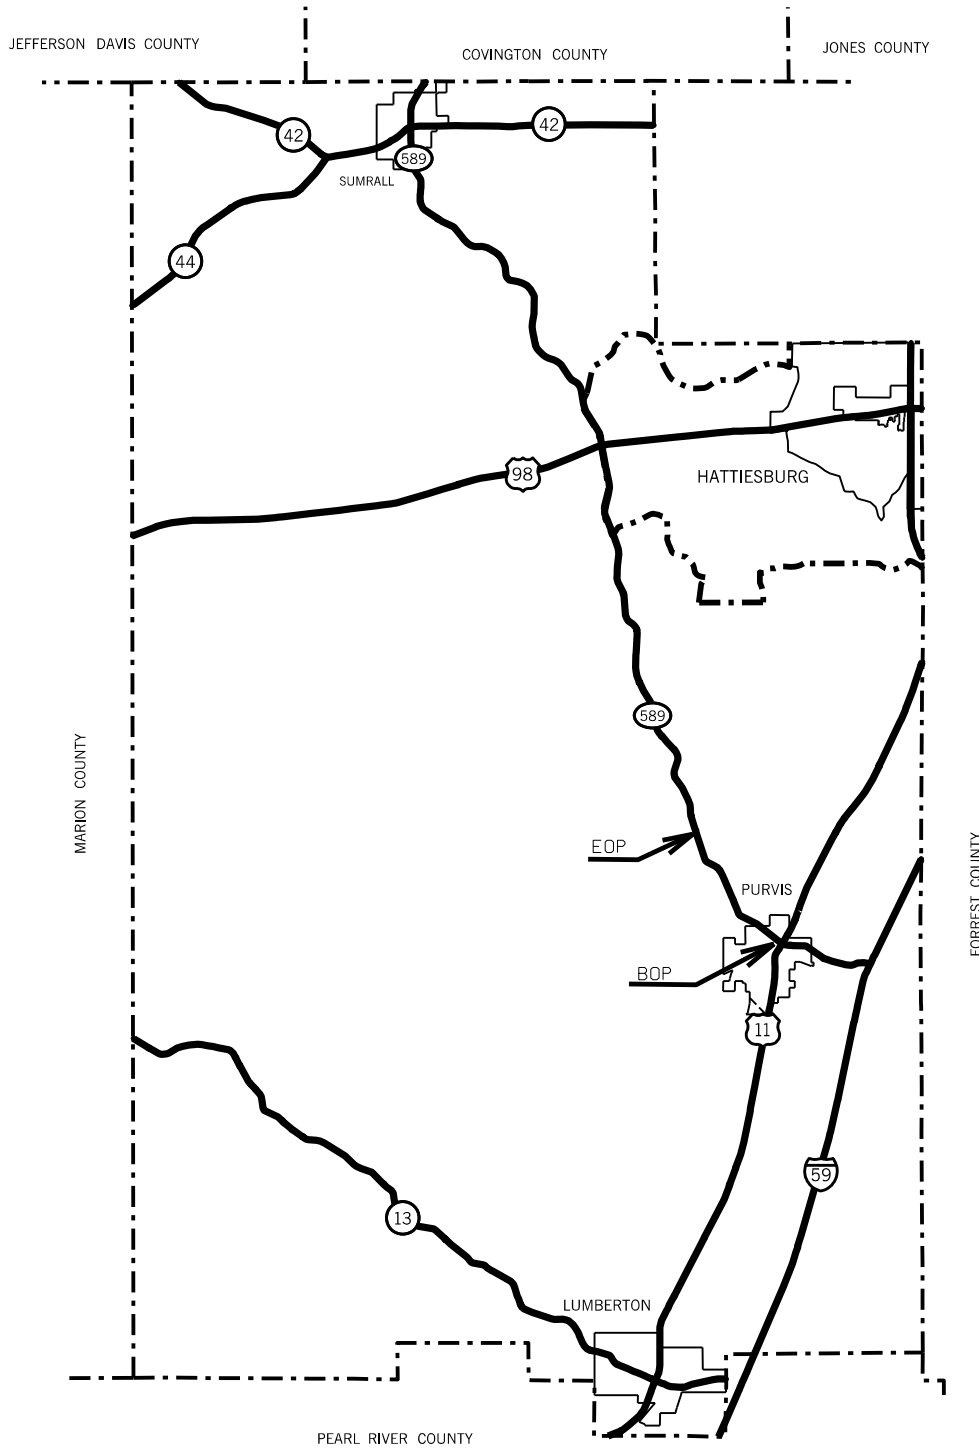 JEFFERSON DAVIS COUNTY
COVINGTON COUNTY
JONES COUNTY
42
42
589
SUMRALL
44
98
HATTIESBURG
589
MARION COUNTY
EOP
FORREST COUNTY
PURVIS
BOP
11
59
13
LUMBERTON
PEARL RIVER COUNTY